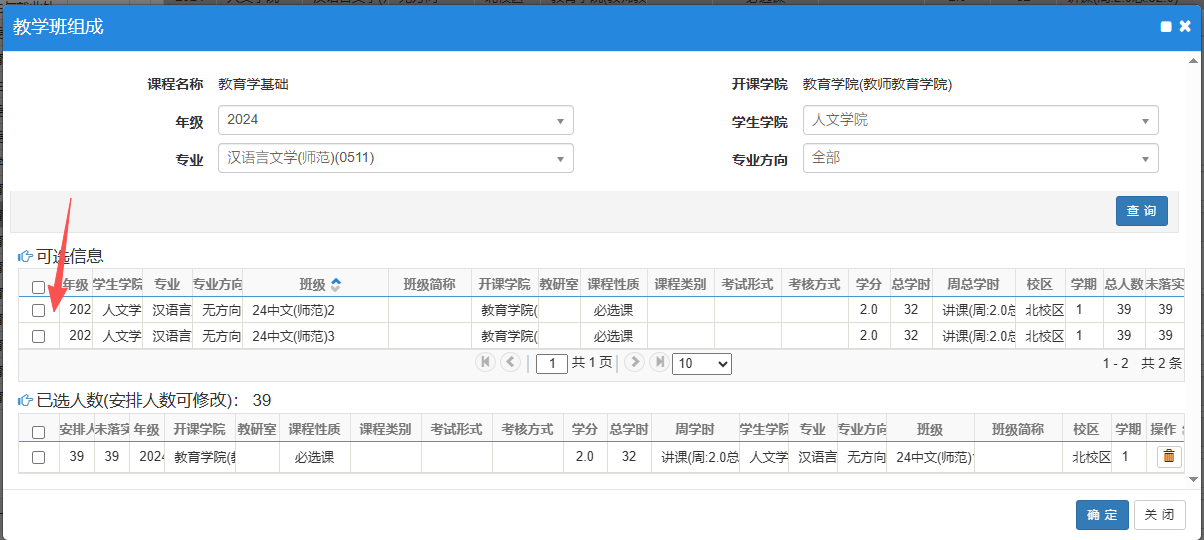 教学班组成
课程名称 教育学基础 开课学院 教育学院(教师教育学院)
年级 2024 学生学院 人文学院
专业 汉语言文学(师范)(0511) 专业方向 全部
查 询
可选信息
年级 学生学院 专业 专业方向 班级 班级简称 开课学院 教研室 课程性质 课程类别 考试形式 考核方式 学分 总学时 周总学时 校区 学期 总人数 未落实
202 人文学 汉语言 无方向 24中文(师范)2 教育学院( 必选课 2.0 32 讲课(周:2.0总 北校区 1 39 39
202 人文学 汉语言 无方向 24中文(师范)3 教育学院( 必选课 2.0 32 讲课(周:2.0总 北校区 1 39 39
1 共 1 页 10 1 - 2 共 2 条
已选人数(安排人数可修改)： 39
安排人 未落实 年级 开课学院 教研室 课程性质 课程类别 考试形式 考核方式 学分 总学时 周学时 学生学院 专业 专业方向 班级 班级简称 校区 学期 操作
39 39 2024 教育学院( 必选课 2.0 32 讲课(周:2.0总 人文学 汉语言 无方向 24中文(师范) 北校区 1
确 定 关 闭